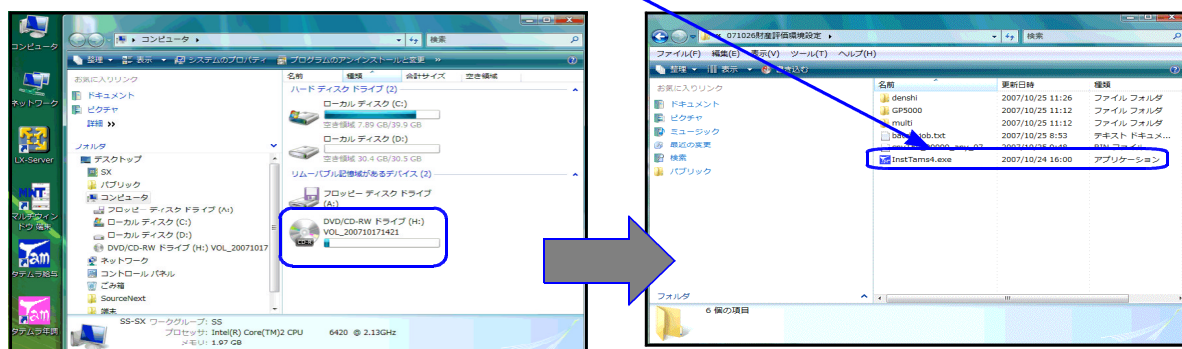 コンピュータ
ネットワーク
LX-Server
マルチウィン
ドウ 端末
タテムラ給与
タテムラ年調
コンピュータ
検索
整理
表示
システムのプロパティ
プログラムのアンインストールと変更
お気に入りリンク
ドキュメント
ピクチャ
詳細
フォルダ
デスクトップ
SX
パブリック
コンピュータ
フロッピー ディスク ドライブ (A:)
ローカル ディスク (C:)
ローカル ディスク (D:)
DVD/CD-RW ドライブ (H:) VOL_20071017
ネットワーク
コントロール パネル
ごみ箱
SourceNext
端末
名前 種類 合計サイズ 空き領域
ハード ディスク ドライブ (2)
ローカル ディスク (C:)
空き領域 7.89 GB/39.9 GB
ローカル ディスク (D:)
空き領域 30.4 GB/30.5 GB
リムーバブル記憶域があるデバイス (2)
フロッピー ディスク ドライブ
(A:)
DVD/CD-RW ドライブ (H:)
VOL_200710171421
SS-SX ワークグループ: SS
プロセッサ: Intel(R) Core(TM)2 CPU 6420 @ 2.13GHz
メモリ: 1.97 GB
071026財産評価環境設定
検索
ファイル(F) 編集(E) 表示(V) ツール(T) ヘルプ(H)
整理 表示 書き込む
お気に入りリンク
ドキュメント
ピクチャ
ミュージック
最近の変更
検索
パブリック
フォルダ
名前 更新日時 種類
denshi 2007/10/25 11:26 ファイル フォルダ
GP5000 2007/10/25 11:12 ファイル フォルダ
multi 2007/10/25 11:12 ファイル フォルダ
job.txt 2007/10/25 8:53 テキスト ドキュメ...
2007/10/25 9:48 BIN ファイル
InstTams4.exe 2007/10/24 16:00 アプリケーション
6 個の項目